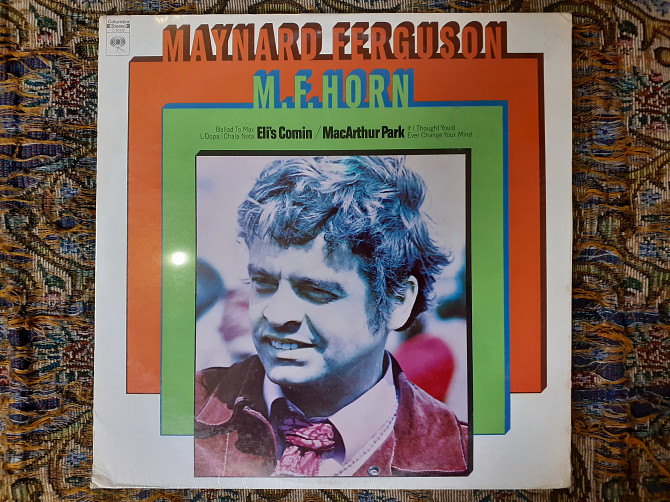 Columbia
Stereo
MAYNARD FERGUSON
M.F. HORN
Ballad To Max
L-Dopa/Chala Nata
Eli's Comin / MacArthur Park
If I Thought You'd
Ever Change Your Mind